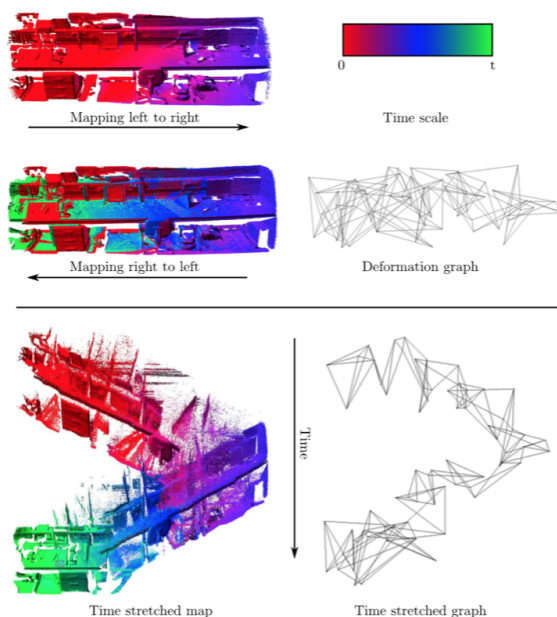 0
t
Mapping left to right
Time scale
Mapping right to left
Deformation graph
Time
Time stretched map
Time stretched graph